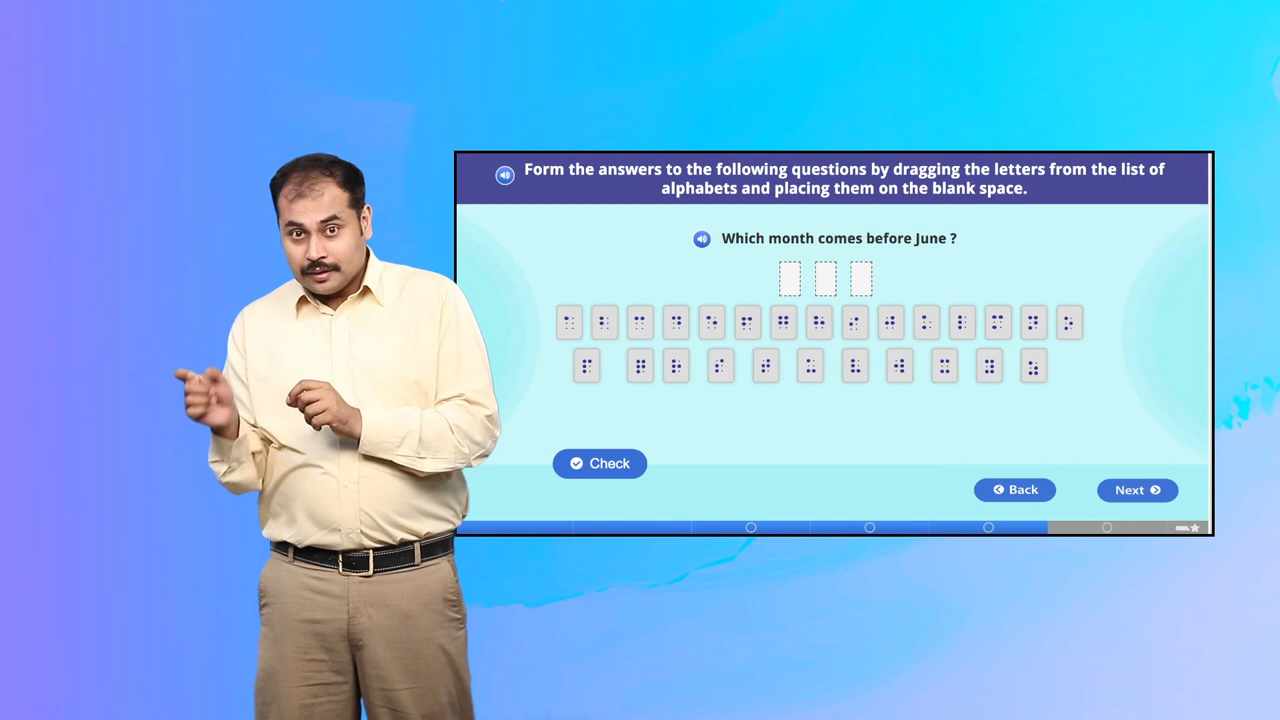 Form the answers to the following questions by dragging the letters from the list of
alphabets and placing them on the blank space.
Which month comes before June ?
⠁ ⠃ ⠉ ⠙ ⠑ ⠋ ⠛ ⠓ ⠊ ⠚ ⠅ ⠇ ⠍ ⠝ ⠕
⠏ ⠟ ⠗ ⠎ ⠞ ⠥ ⠧ ⠺ ⠭ ⠽ ⠵
Check
Back
Next